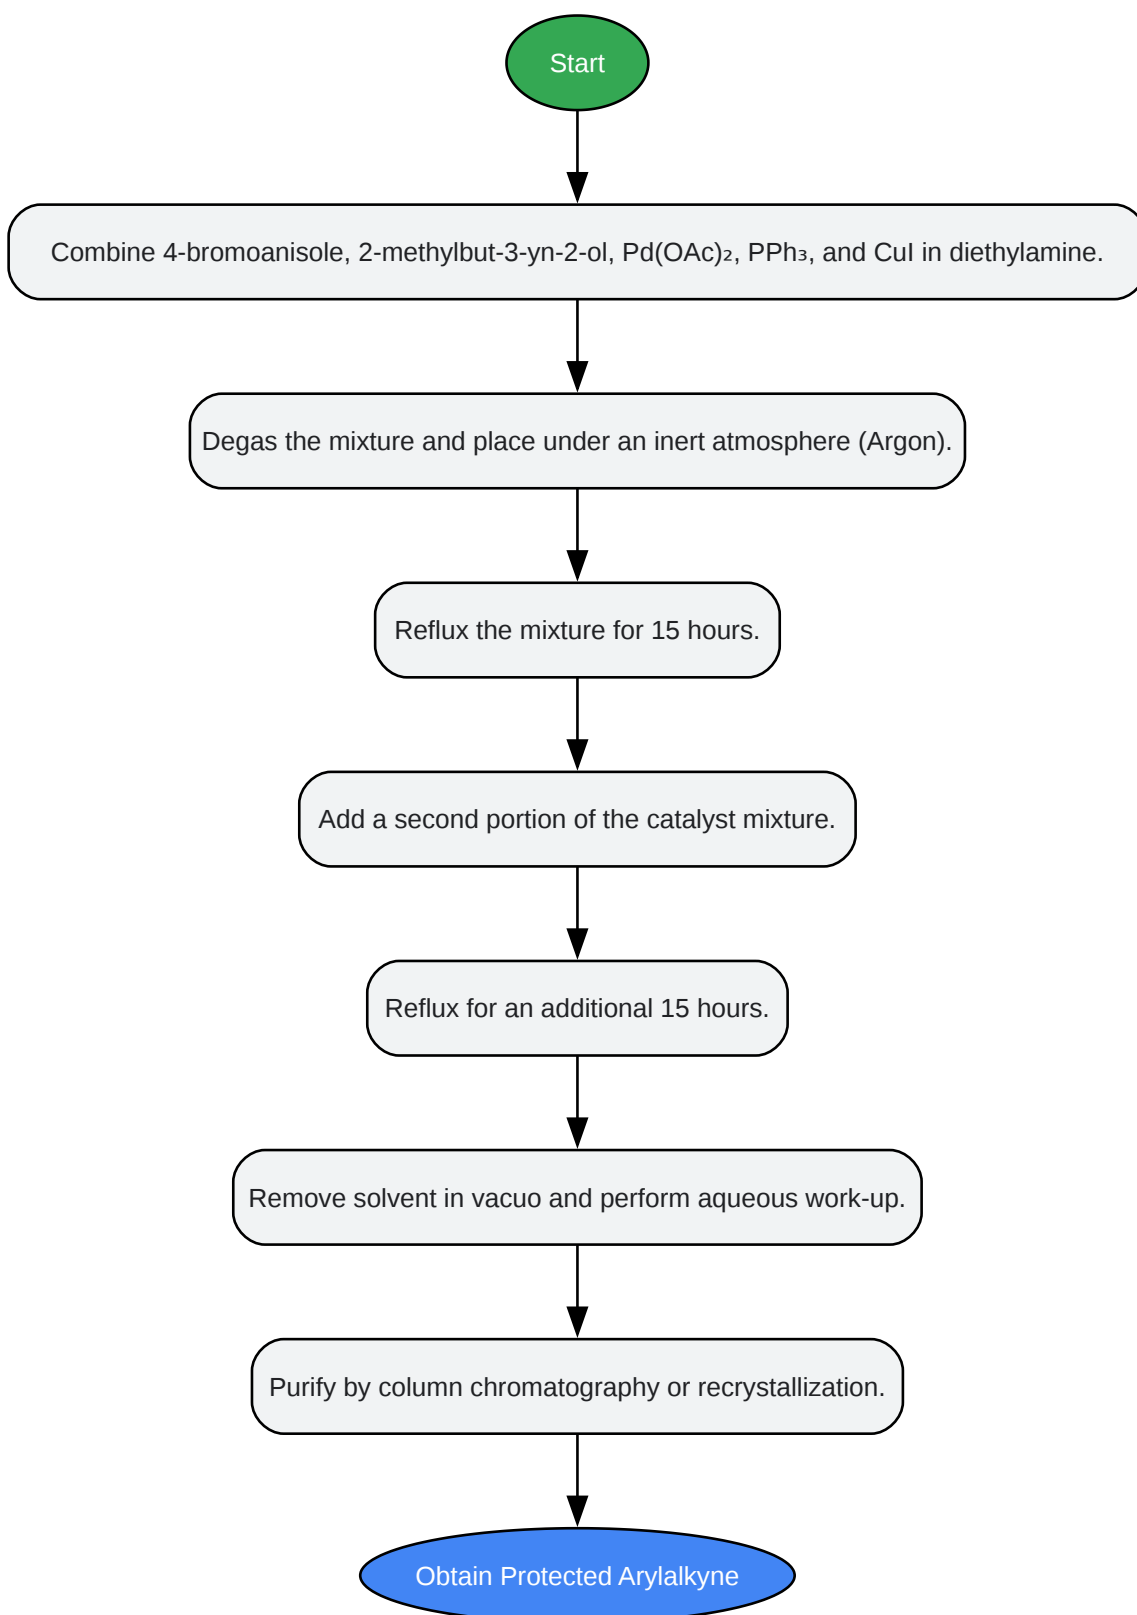 Start
Combine 4-bromoanisole, 2-methylbut-3-yn-2-ol, Pd(OAc)₂, PPh₃, and CuI in diethylamine.
Degas the mixture and place under an inert atmosphere (Argon).
Reflux the mixture for 15 hours.
Add a second portion of the catalyst mixture.
Reflux for an additional 15 hours.
Remove solvent in vacuo and perform aqueous work-up.
Purify by column chromatography or recrystallization.
Obtain Protected Arylalkyne